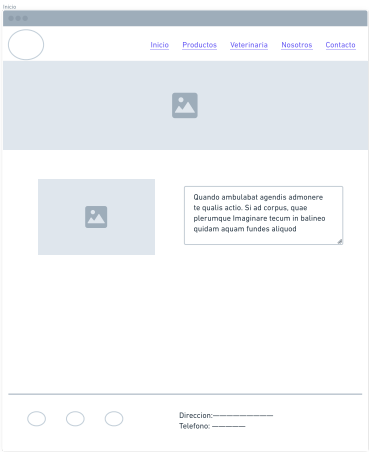 Inicio
Inicio Productos Veterinaria Nosotros Contacto
Quando ambulabat agendis admonere
te qualis actio. Si ad corpus, quae
plerumque Imaginare tecum in balineo
quidam aquam fundes aliquod
Direccion:——————————
Telefono: —————